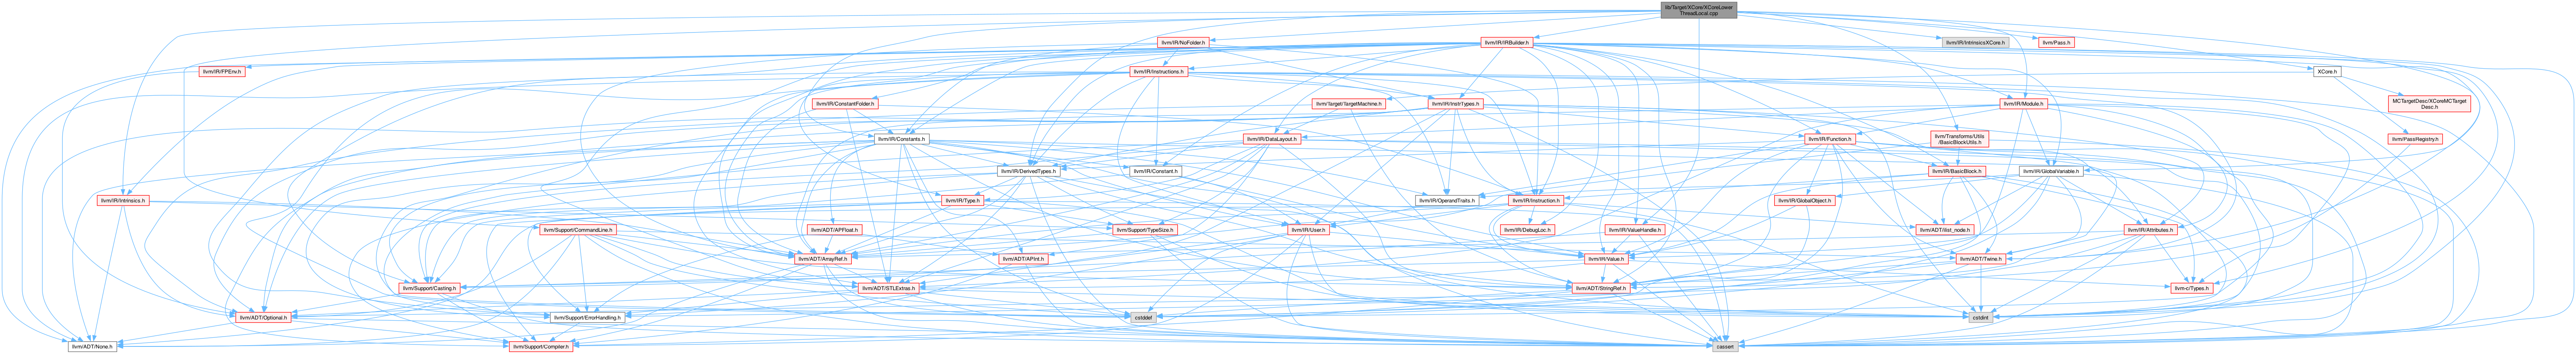 lib/Target/XCore/XCoreLower
ThreadLocal.cpp
llvm/IR/NoFolder.h
llvm/IR/IRBuilder.h
llvm/IR/IntrinsicsXCore.h
llvm/Pass.h
llvm/IR/FPEnv.h
llvm/IR/Instructions.h
XCore.h
llvm/IR/ConstantFolder.h
llvm/Target/TargetMachine.h
llvm/IR/InstrTypes.h
llvm/IR/Module.h
MCTargetDesc/XCoreMCTarget
Desc.h
llvm/IR/Constants.h
llvm/IR/DataLayout.h
llvm/IR/Function.h
llvm/Transforms/Utils
/BasicBlockUtils.h
llvm/PassRegistry.h
llvm/IR/DerivedTypes.h
llvm/IR/Constant.h
llvm/IR/BasicBlock.h
llvm/IR/GlobalVariable.h
llvm/IR/Intrinsics.h
llvm/IR/Type.h
llvm/IR/OperandTraits.h
llvm/IR/Instruction.h
llvm/IR/GlobalObject.h
llvm/Support/CommandLine.h
llvm/ADT/APFloat.h
llvm/Support/TypeSize.h
llvm/IR/User.h
llvm/IR/DebugLoc.h
llvm/IR/ValueHandle.h
llvm/ADT/ilist_node.h
llvm/IR/Attributes.h
llvm/ADT/ArrayRef.h
llvm/ADT/APInt.h
llvm/IR/Value.h
llvm/ADT/Twine.h
llvm/Support/Casting.h
llvm/ADT/STLExtras.h
llvm/ADT/StringRef.h
llvm-c/Types.h
llvm/ADT/Optional.h
llvm/Support/ErrorHandling.h
cstddef
cstdint
llvm/ADT/None.h
llvm/Support/Compiler.h
cassert